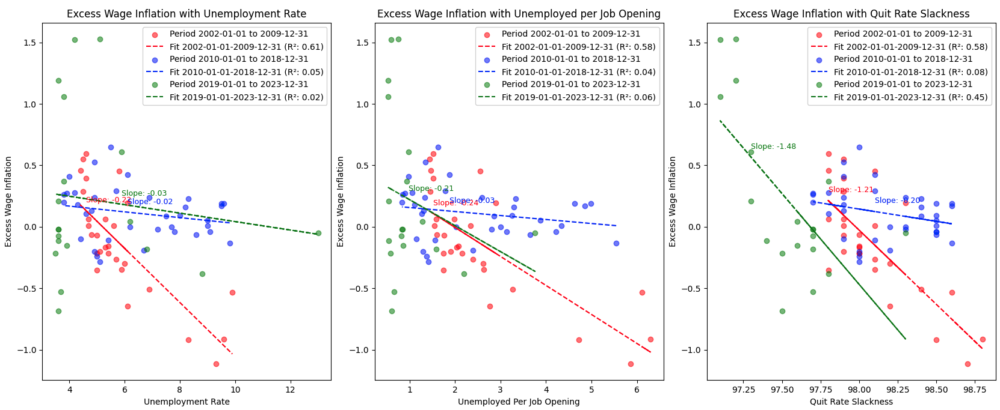 Excess Wage Inflation with Unemployment Rate
Period 2002-01-01 to 2009-12-31
Fit 2002-01-01-2009-12-31 (R²: 0.61)
Period 2010-01-01 to 2018-12-31
Fit 2010-01-01-2018-12-31 (R²: 0.05)
Period 2019-01-01 to 2023-12-31
Fit 2019-01-01-2023-12-31 (R²: 0.02)
1.5
1.0
0.5
0.0
−0.5
−1.0
Excess Wage Inflation
Slope: -0.03
Slope: -0.22
Slope: -0.02
4 6 8 10 12
Unemployment Rate
Excess Wage Inflation with Unemployed per Job Opening
Period 2002-01-01 to 2009-12-31
Fit 2002-01-01-2009-12-31 (R²: 0.58)
Period 2010-01-01 to 2018-12-31
Fit 2010-01-01-2018-12-31 (R²: 0.04)
Period 2019-01-01 to 2023-12-31
Fit 2019-01-01-2023-12-31 (R²: 0.06)
1.5
1.0
0.5
0.0
−0.5
−1.0
Excess Wage Inflation
Slope: -0.21
Slope: -0.03
Slope: -0.24
1 2 3 4 5 6
Unemployed Per Job Opening
Excess Wage Inflation with Quit Rate Slackness
Period 2002-01-01 to 2009-12-31
Fit 2002-01-01-2009-12-31 (R²: 0.58)
Period 2010-01-01 to 2018-12-31
Fit 2010-01-01-2018-12-31 (R²: 0.08)
Period 2019-01-01 to 2023-12-31
Fit 2019-01-01-2023-12-31 (R²: 0.45)
1.5
1.0
0.5
0.0
−0.5
−1.0
Excess Wage Inflation
Slope: -1.48
Slope: -1.21
Slope: -0.20
97.25 97.50 97.75 98.00 98.25 98.50 98.75
Quit Rate Slackness